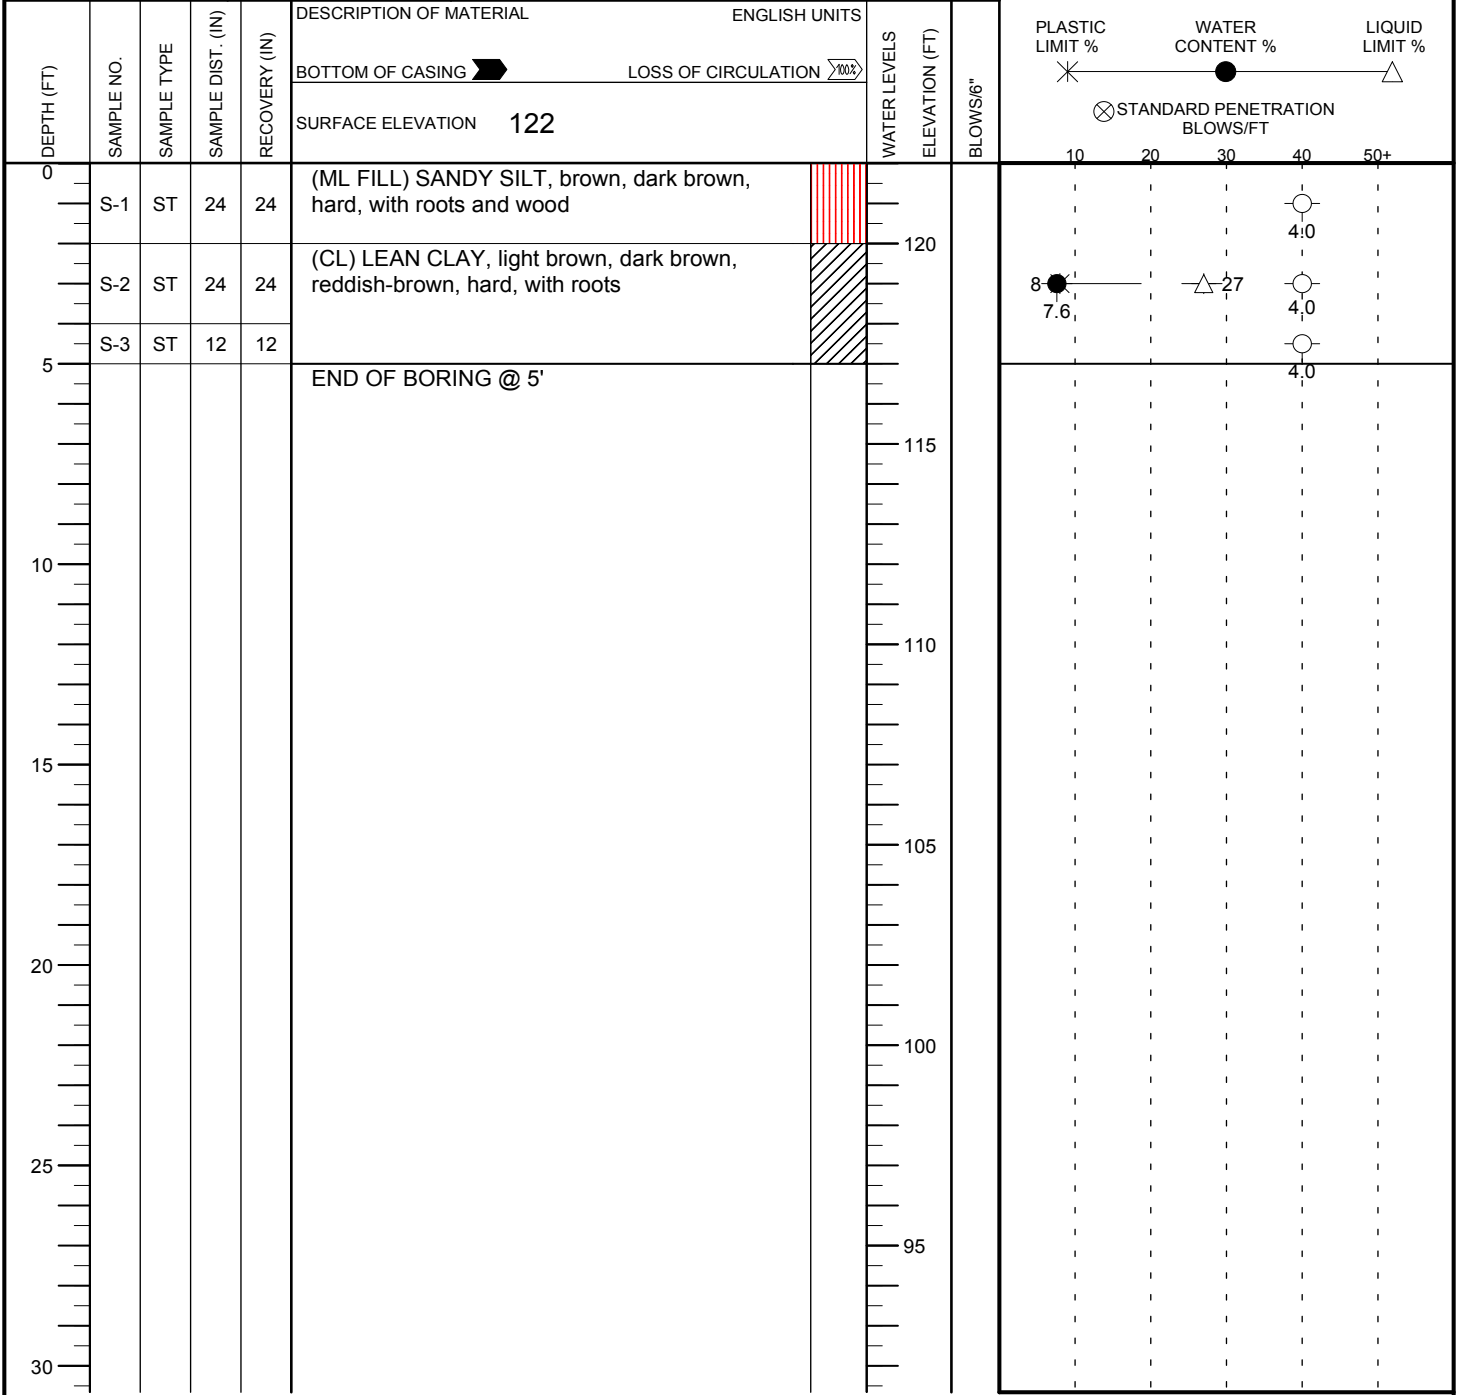 DEPTH (FT)
SAMPLE NO.
SAMPLE TYPE
SAMPLE DIST. (IN)
RECOVERY (IN)
DESCRIPTION OF MATERIAL ENGLISH UNITS
BOTTOM OF CASING LOSS OF CIRCULATION 100%
SURFACE ELEVATION 122
WATER LEVELS
ELEVATION (FT)
BLOWS/6"
PLASTIC LIMIT %
WATER CONTENT %
LIQUID LIMIT %
STANDARD PENETRATION
BLOWS/FT
10 20 30 40 50+
0
S-1 ST 24 24
(ML FILL) SANDY SILT, brown, dark brown,
hard, with roots and wood
4.0
120
S-2 ST 24 24
(CL) LEAN CLAY, light brown, dark brown,
reddish-brown, hard, with roots
8 27
7.6 4.0
S-3 ST 12 12
4.0
5
END OF BORING @ 5'
115
10
110
15
105
20
100
25
95
30